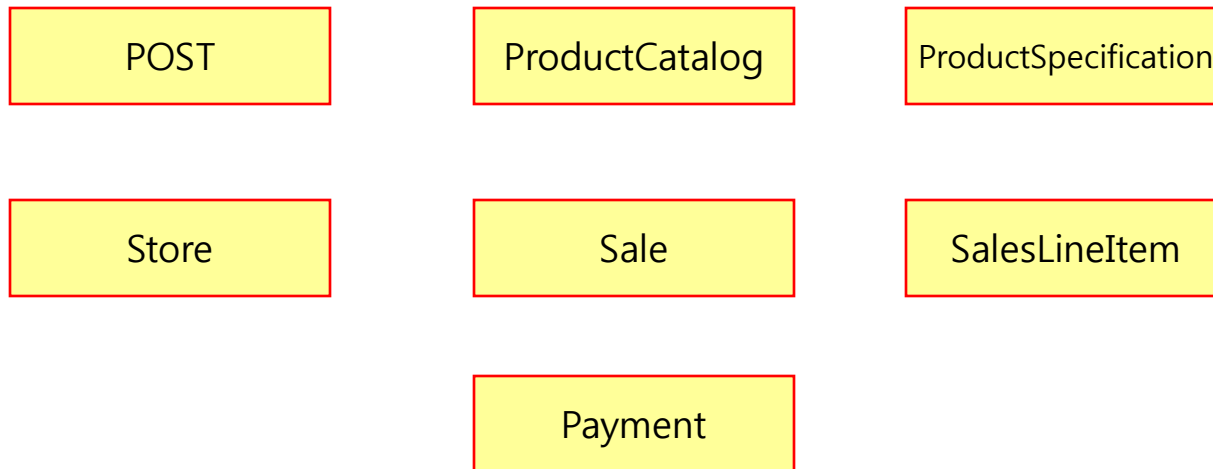 POST
ProductCatalog
ProductSpecification
Store
Sale
SalesLineItem
Payment